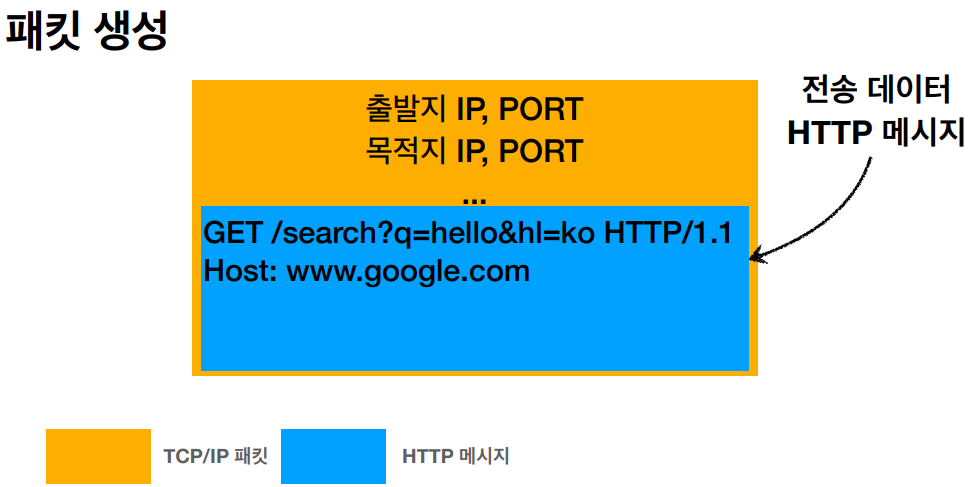 패킷 생성
출발지 IP, PORT
목적지 IP, PORT
...
GET /search?q=hello&hl=ko HTTP/1.1
Host: www.google.com
전송 데이터
HTTP 메시지
TCP/IP 패킷
HTTP 메시지